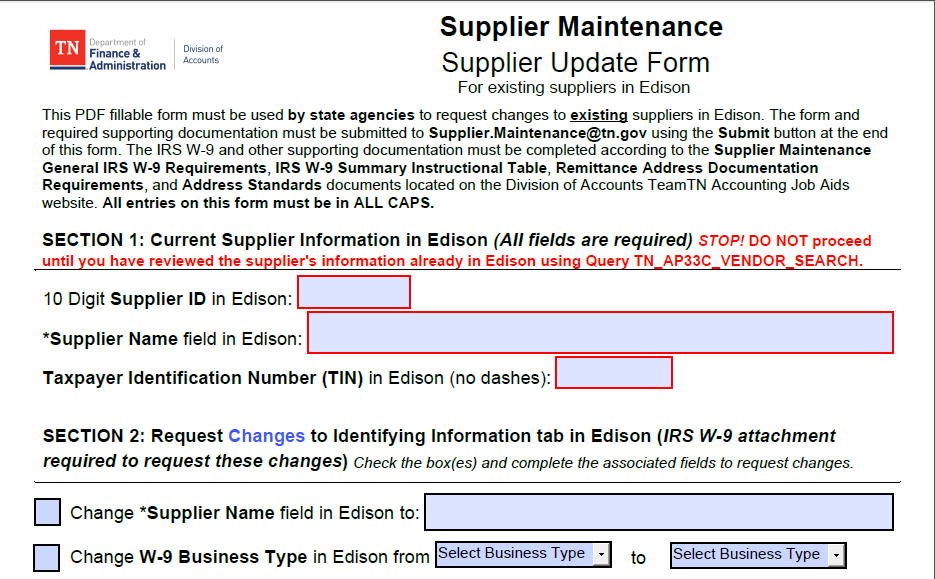 Supplier Maintenance
TN
Department of
Finance &
Administration
Division of
Accounts
Supplier Update Form
For existing suppliers in Edison
This PDF fillable form must be used by state agencies to request changes to existing suppliers in Edison. The form and
required supporting documentation must be submitted to Supplier.Maintenance@tn.gov using the Submit button at the end
of this form. The IRS W-9 and other supporting documentation must be completed according to the Supplier Maintenance
General IRS W-9 Requirements, IRS W-9 Summary Instructional Table, Remittance Address Documentation
Requirements, and Address Standards documents located on the Division of Accounts TeamTN Accounting Job Aids
website. All entries on this form must be in ALL CAPS.
SECTION 1: Current Supplier Information in Edison (All fields are required) STOP! DO NOT proceed
until you have reviewed the supplier's information already in Edison using Query TN_AP33C_VENDOR_SEARCH.
10 Digit Supplier ID in Edison:
*Supplier Name field in Edison:
Taxpayer Identification Number (TIN) in Edison (no dashes):
SECTION 2: Request Changes to Identifying Information tab in Edison (IRS W-9 attachment
required to request these changes) Check the box(es) and complete the associated fields to request changes.
Change *Supplier Name field in Edison to:
Change W-9 Business Type in Edison from Select Business Type to Select Business Type